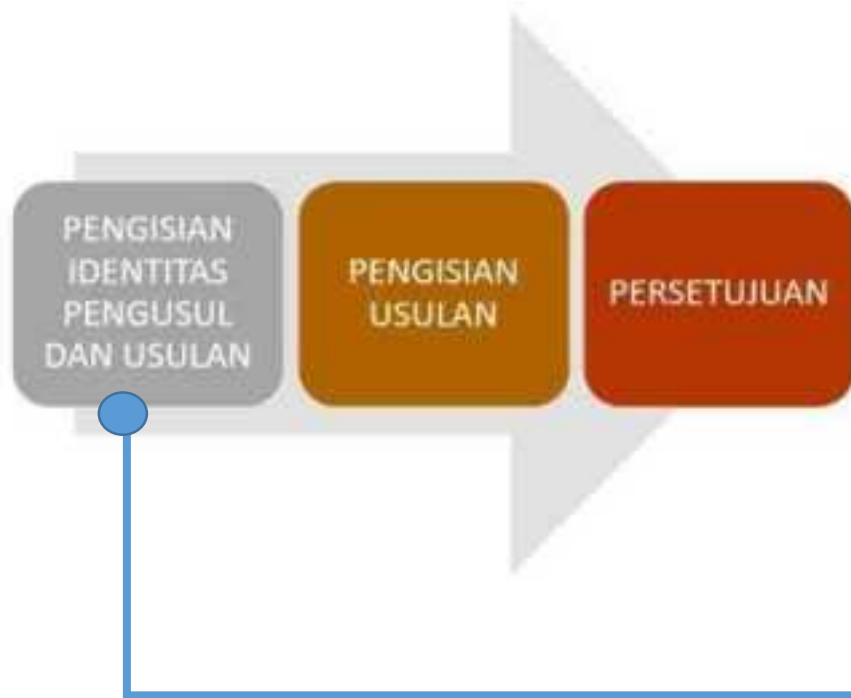 PENGISIAN
IDENTITAS
PENGUSUL
DAN USULAN
PENGISIAN
USULAN
PERSETUJUAN